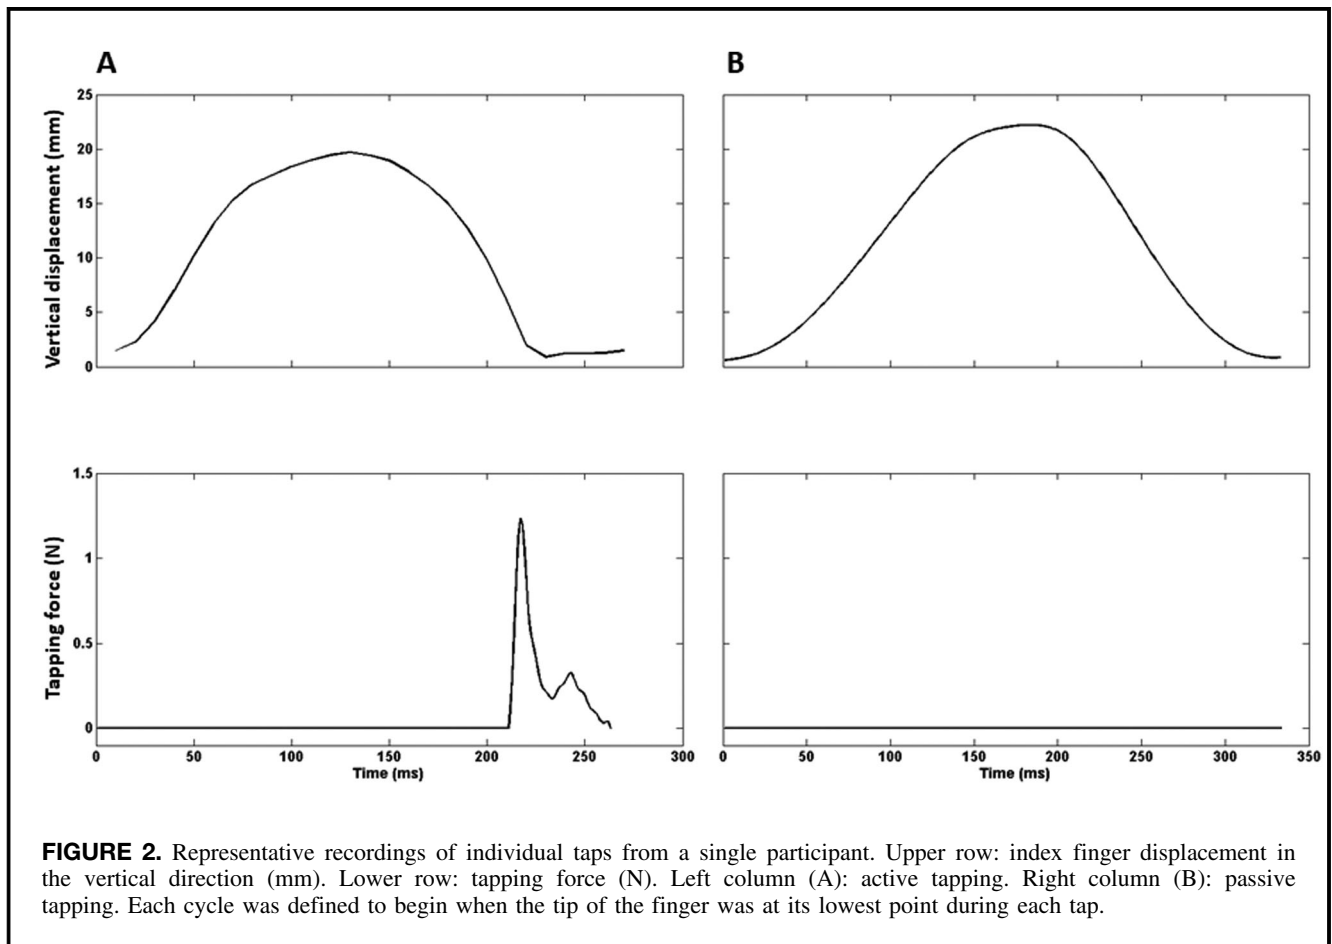 A
B
Vertical displacement (mm)
25
20
15
10
5
0
Tapping force (N)
1.5
1
0.5
0
0 50 100 150 200 250 300
Time (ms)
0 50 100 150 200 250 300 350
Time (ms)
FIGURE 2. Representative recordings of individual taps from a single participant. Upper row: index finger displacement in
the vertical direction (mm). Lower row: tapping force (N). Left column (A): active tapping. Right column (B): passive
tapping. Each cycle was defined to begin when the tip of the finger was at its lowest point during each tap.